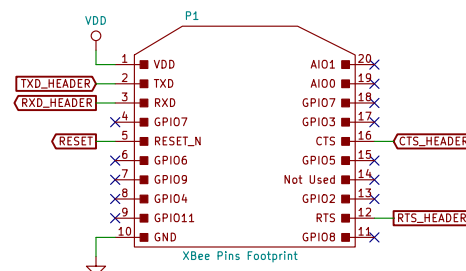 P1
VDD
1 VDD AIO1 20
TXD_HEADER 2 TXD AIO0 19
RXD_HEADER 3 RXD GPIO7 18
4 GPIO7 GPIO3 17
RESET 5 RESET_N CTS 16 CTS_HEADER
6 GPIO6 GPIO5 15
7 GPIO9 Not Used 14
8 GPIO4 GPIO2 13
9 GPIO11 RTS 12 RTS_HEADER
10 GND GPIO8 11
XBee Pins Footprint